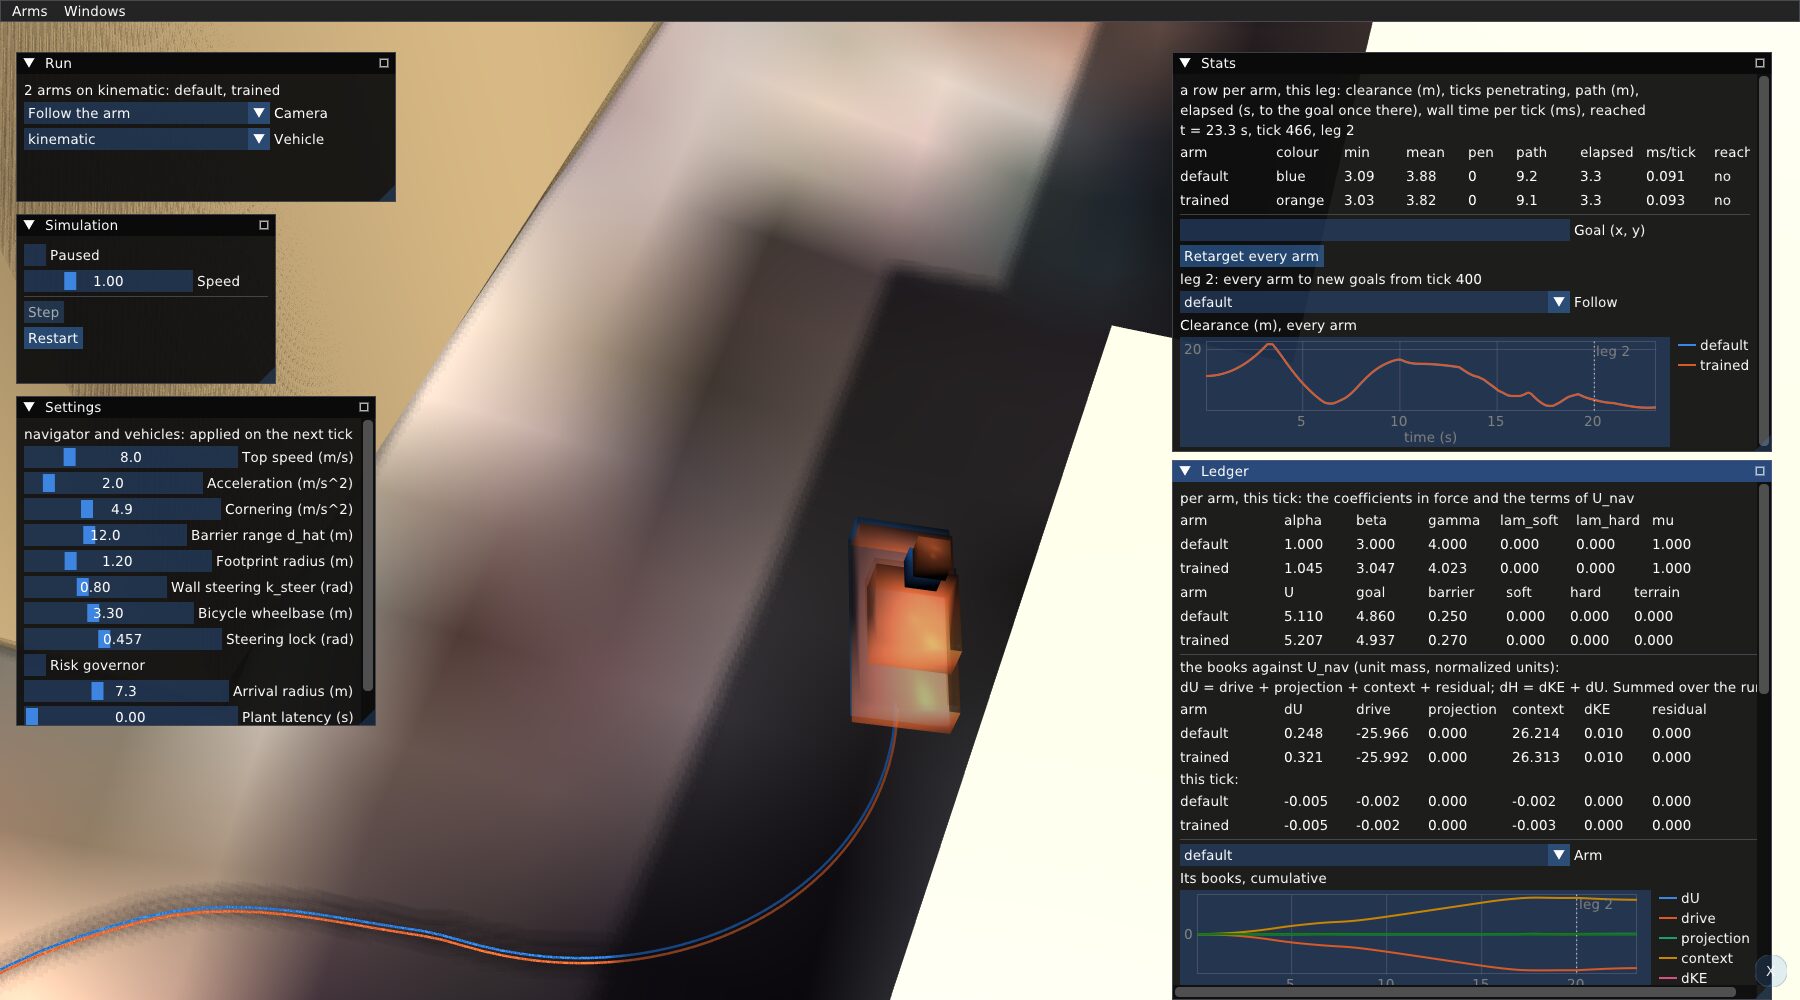 Arms Windows
Run
2 arms on kinematic: default, trained
Follow the arm Camera
kinematic Vehicle
Simulation
Paused
1.00 Speed
Step
Restart
Settings
navigator and vehicles: applied on the next tick
8.0 Top speed (m/s)
2.0 Acceleration (m/s^2)
4.9 Cornering (m/s^2)
12.0 Barrier range d_hat (m)
1.20 Footprint radius (m)
0.80 Wall steering k_steer (rad)
3.30 Bicycle wheelbase (m)
0.457 Steering lock (rad)
Risk governor
7.3 Arrival radius (m)
0.00 Plant latency (s)
Stats
a row per arm, this leg: clearance (m), ticks penetrating, path (m),
elapsed (s, to the goal once there), wall time per tick (ms), reached
t = 23.3 s, tick 466, leg 2
arm colour min mean pen path elapsed ms/tick reach
default blue 3.09 3.88 0 9.2 3.3 0.091 no
trained orange 3.03 3.82 0 9.1 3.3 0.093 no
Goal (x, y)
Retarget every arm
leg 2: every arm to new goals from tick 400
default Follow
Clearance (m), every arm
20 leg 2
default
trained
5 10 15 20
time (s)
Ledger
per arm, this tick: the coefficients in force and the terms of U_nav
arm alpha beta gamma lam_soft lam_hard mu
default 1.000 3.000 4.000 0.000 0.000 1.000
trained 1.045 3.047 4.023 0.000 0.000 1.000
arm U goal barrier soft hard terrain
default 5.110 4.860 0.250 0.000 0.000 0.000
trained 5.207 4.937 0.270 0.000 0.000 0.000
the books against U_nav (unit mass, normalized units):
dU = drive + projection + context + residual; dH = dKE + dU. Summed over the run
arm dU drive projection context dKE residual
default 0.248 -25.966 0.000 26.214 0.010 0.000
trained 0.321 -25.992 0.000 26.313 0.010 0.000
this tick:
default -0.005 -0.002 0.000 -0.002 0.000 0.000
trained -0.005 -0.002 0.000 -0.003 0.000 0.000
default Arm
Its books, cumulative
leg 2
0
5 10 15 20
dU
drive
projection
context
dKE
X